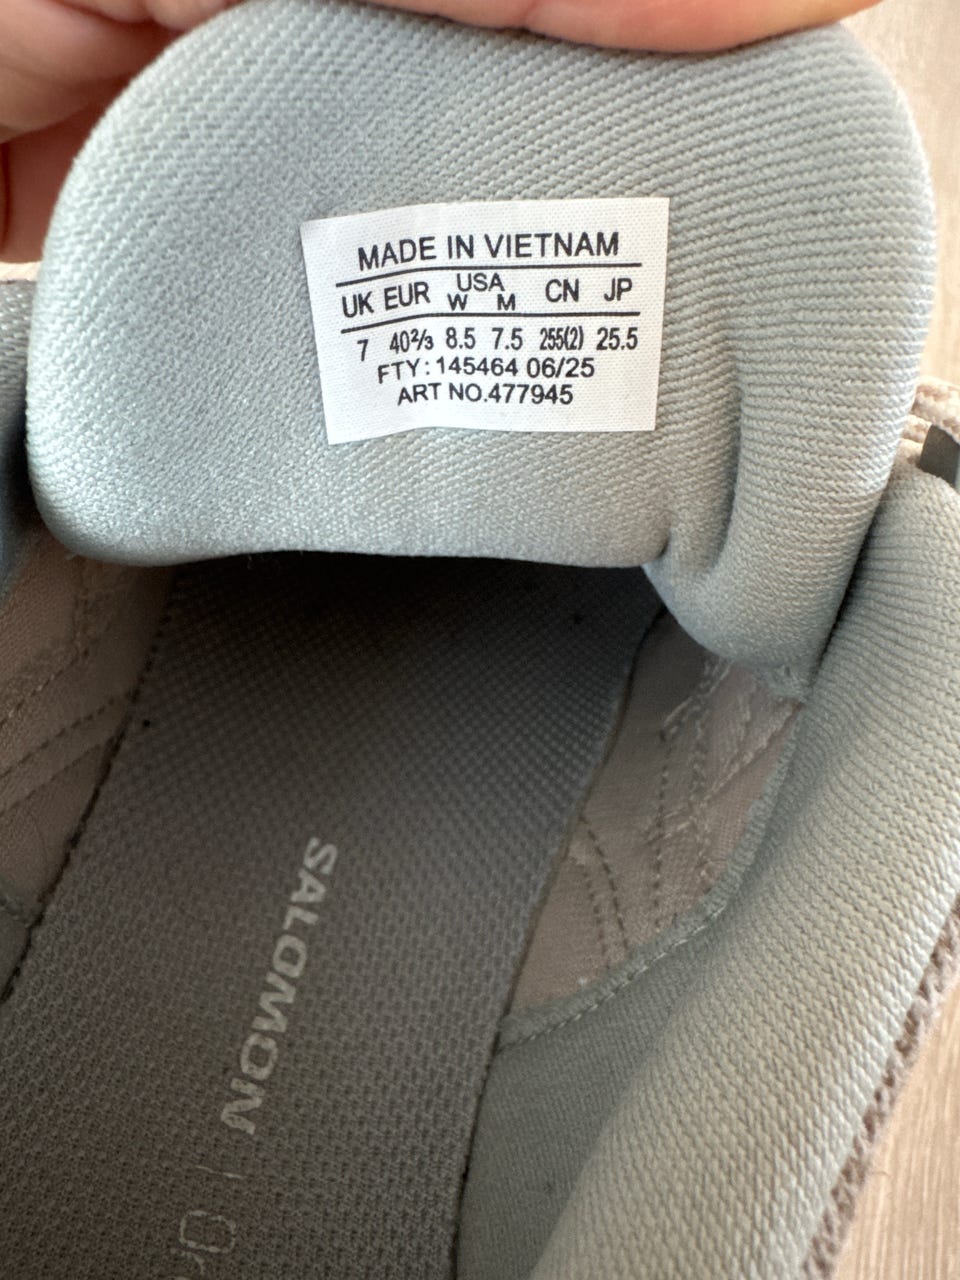 MADE IN VIETNAM
UK EUR USA CN JP
W M
7 40⅔ 8.5 7.5 255(2) 25.5
FTY: 145464 06/25
ART NO.477945
SALOMON